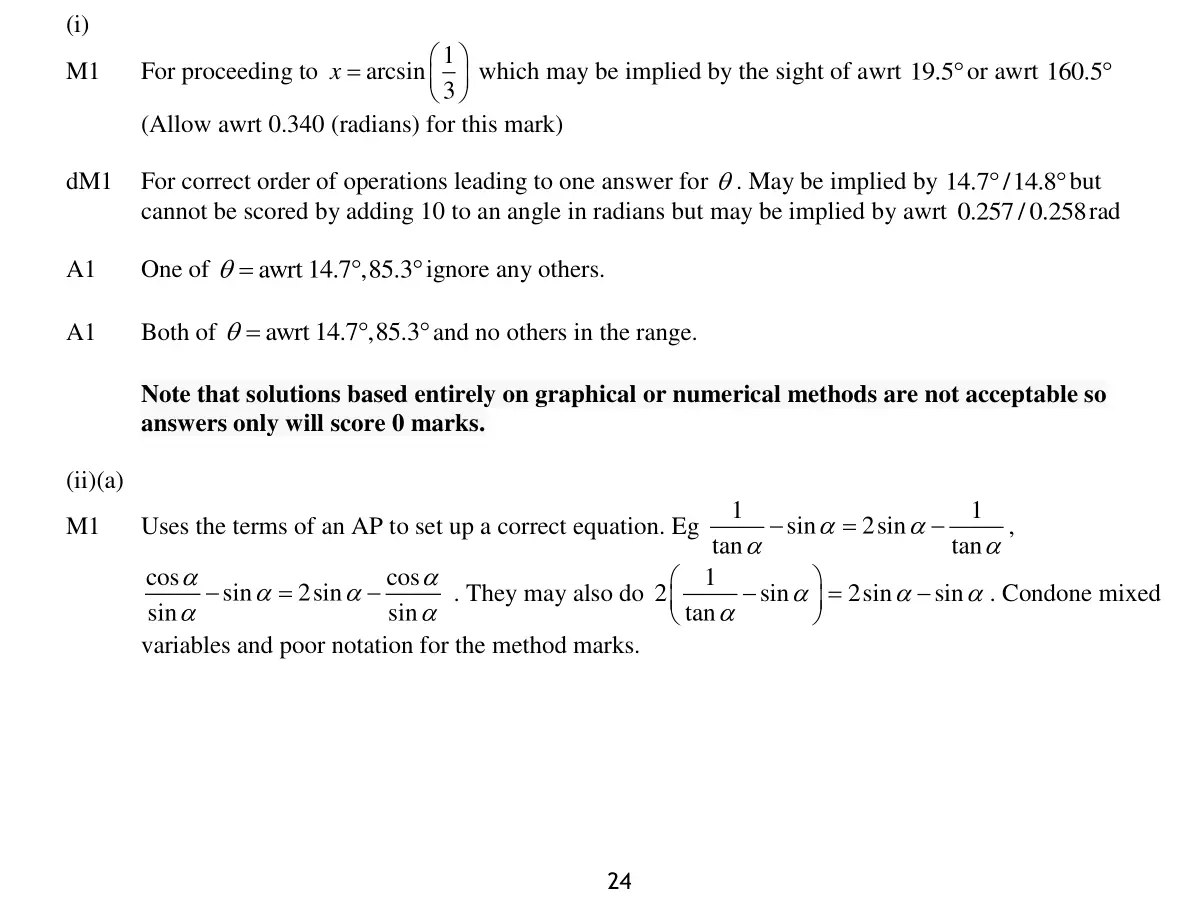 (i)
M1 For proceeding to x = arcsin(1/3) which may be implied by the sight of awrt 19.5° or awrt 160.5°
(Allow awrt 0.340 (radians) for this mark)
dM1 For correct order of operations leading to one answer for θ. May be implied by 14.7° / 14.8° but
cannot be scored by adding 10 to an angle in radians but may be implied by awrt 0.257 / 0.258 rad
A1 One of θ = awrt 14.7°, 85.3° ignore any others.
A1 Both of θ = awrt 14.7°, 85.3° and no others in the range.
Note that solutions based entirely on graphical or numerical methods are not acceptable so
answers only will score 0 marks.
(ii)(a)
M1 Uses the terms of an AP to set up a correct equation. Eg 1/tan α − sin α = 2 sin α − 1/tan α ,
cos α/sin α − sin α = 2 sin α − cos α/sin α . They may also do 2(1/tan α − sin α) = 2 sin α − sin α . Condone mixed
variables and poor notation for the method marks.
24